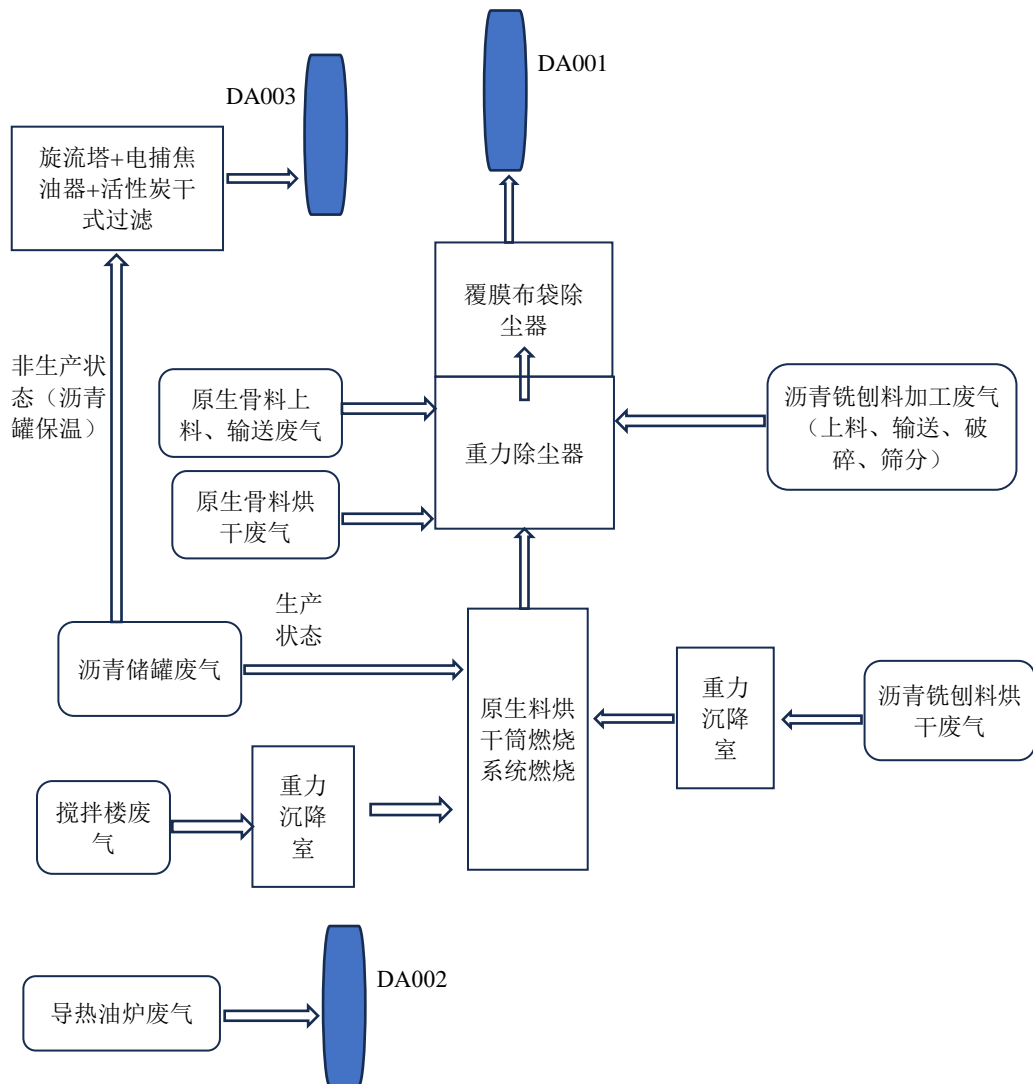 DA001
DA003
旋流塔+电捕焦
油器+活性炭干
式过滤
覆膜布袋除
尘器
非生产状
态（沥青
罐保温）
原生骨料上
料、输送废气
沥青铣刨料加工废气
（上料、输送、破
碎、筛分）
重力除尘器
原生骨料烘
干废气
生产
状态
沥青储罐废气
原生料烘
干筒燃烧
系统燃烧
重力
沉降
室
沥青铣刨料烘
干废气
搅拌楼废
气
重力
沉降
室
DA002
导热油炉废气